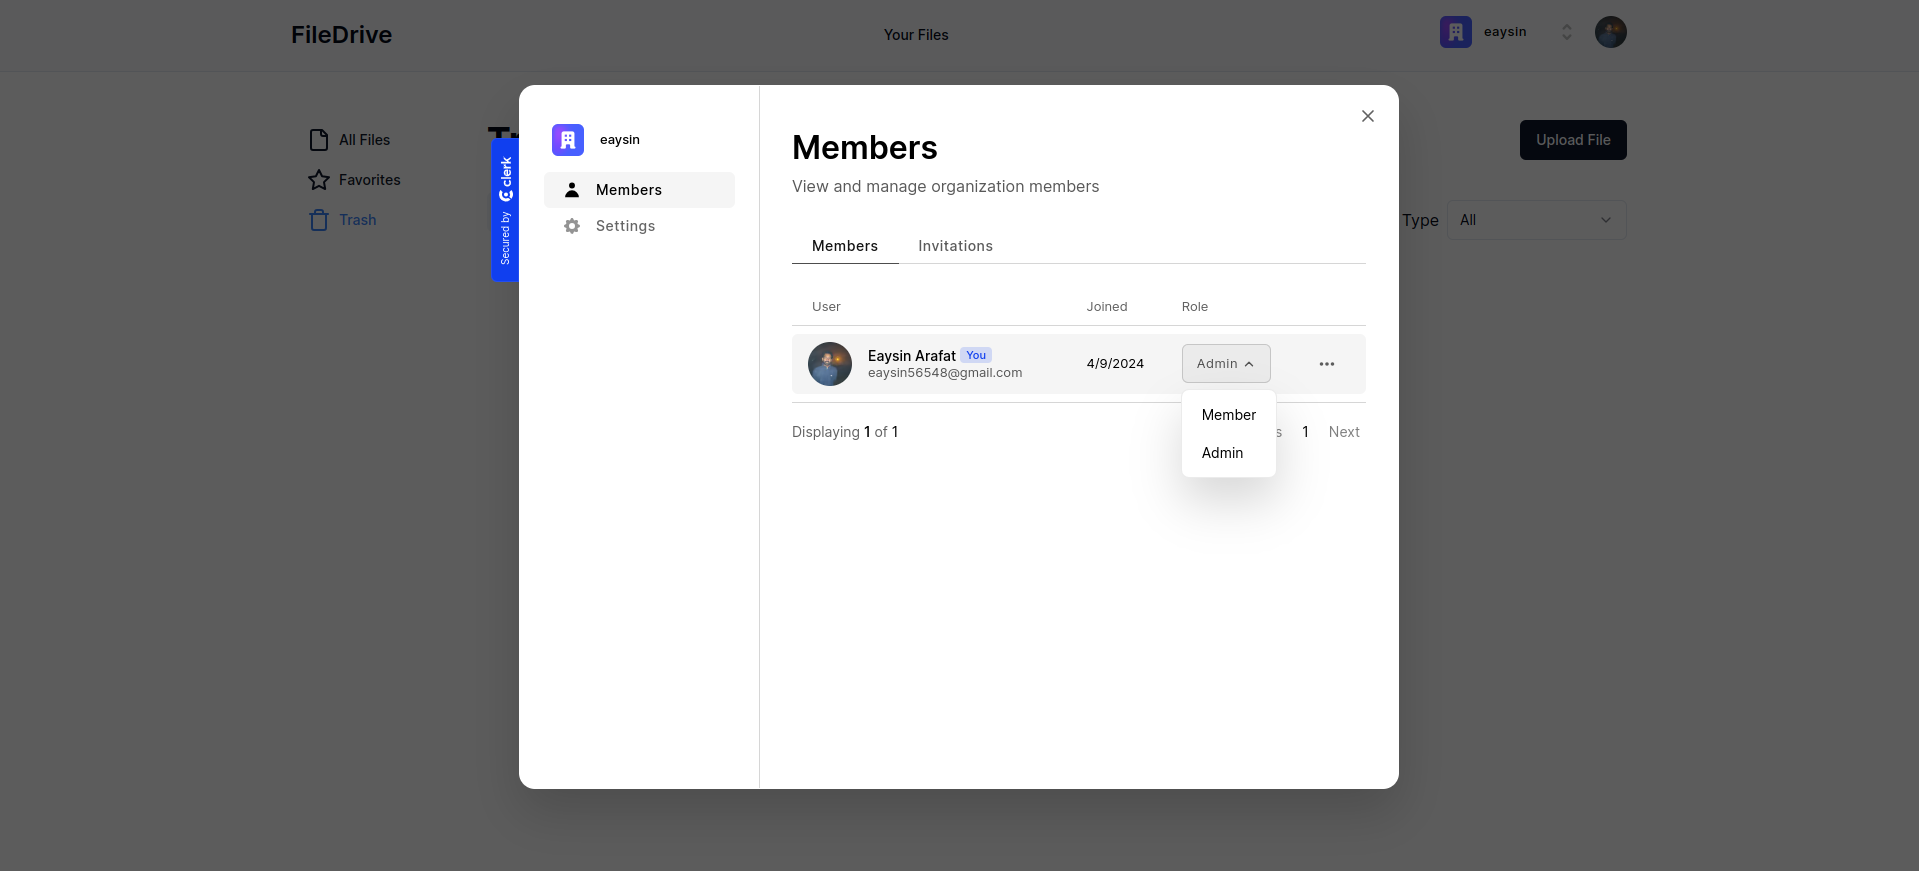 FileDrive
Your Files
eaysin
All Files
Favorites
Trash
Tr
Upload File
Type
All
Secured by clerk
eaysin
Members
Settings
Members
View and manage organization members
Members
Invitations
User
Joined
Role
Eaysin Arafat
You
eaysin56548@gmail.com
4/9/2024
Admin
Member
Admin
Displaying 1 of 1
s
1
Next